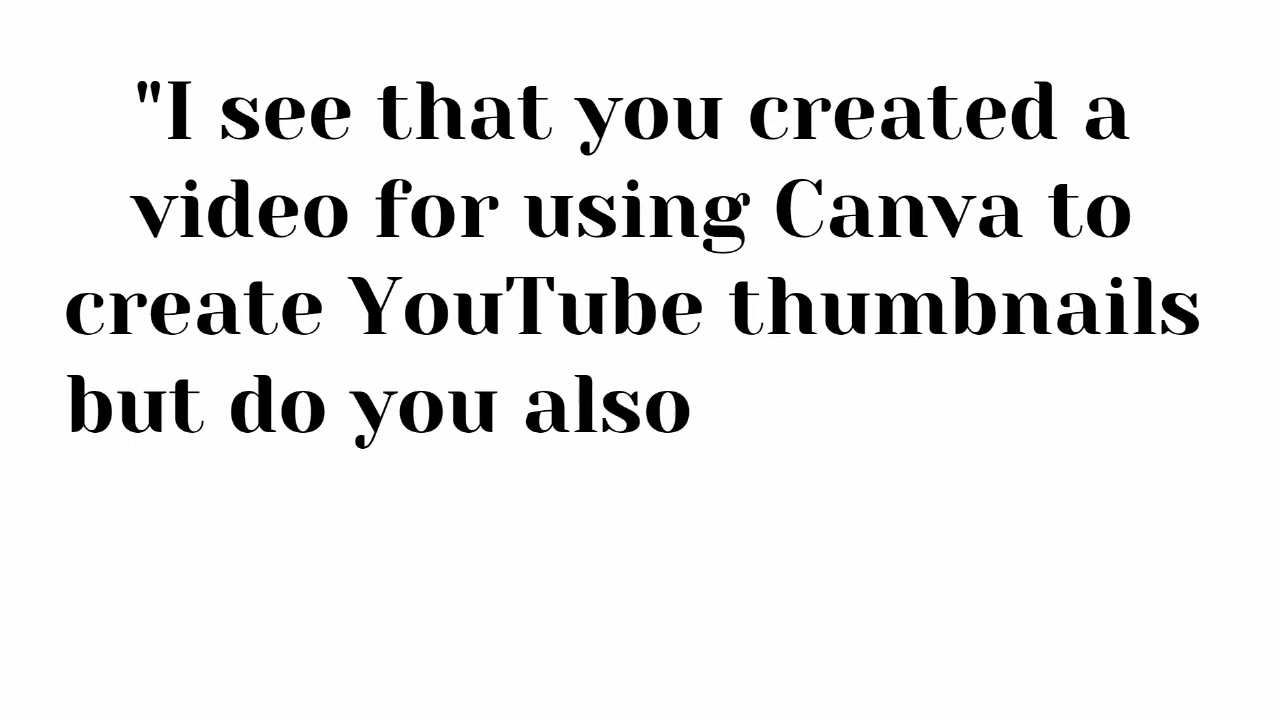 "I see that you created a
video for using Canva to
create YouTube thumbnails
but do you also